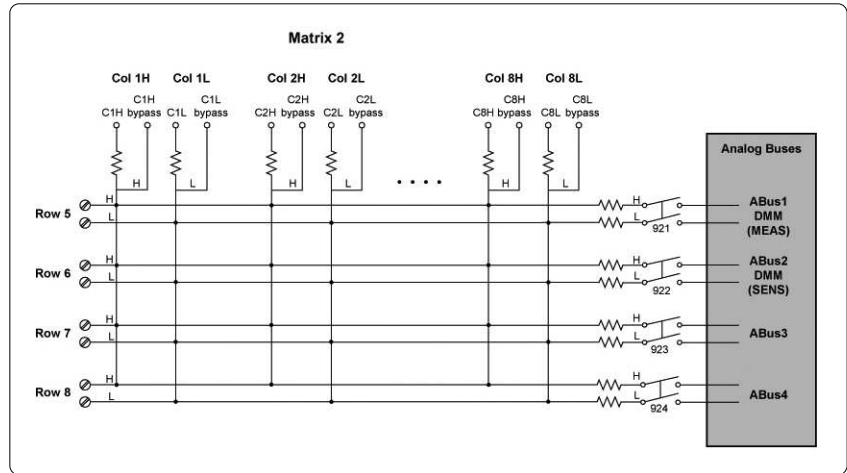 Matrix 2
Col 1H Col 1L Col 2H Col 2L Col 8H Col 8L
C1H C1L C2H C2L C8H C8L
C1H bypass C1L bypass C2H bypass C2L bypass C8H bypass C8L bypass
H L H L H L
Analog Buses
Row 5
H
L
H
L
921
ABus1
DMM
(MEAS)
Row 6
H
L
H
L
922
ABus2
DMM
(SENS)
Row 7
H
L
H
L
923
ABus3
Row 8
H
L
H
L
924
ABus4